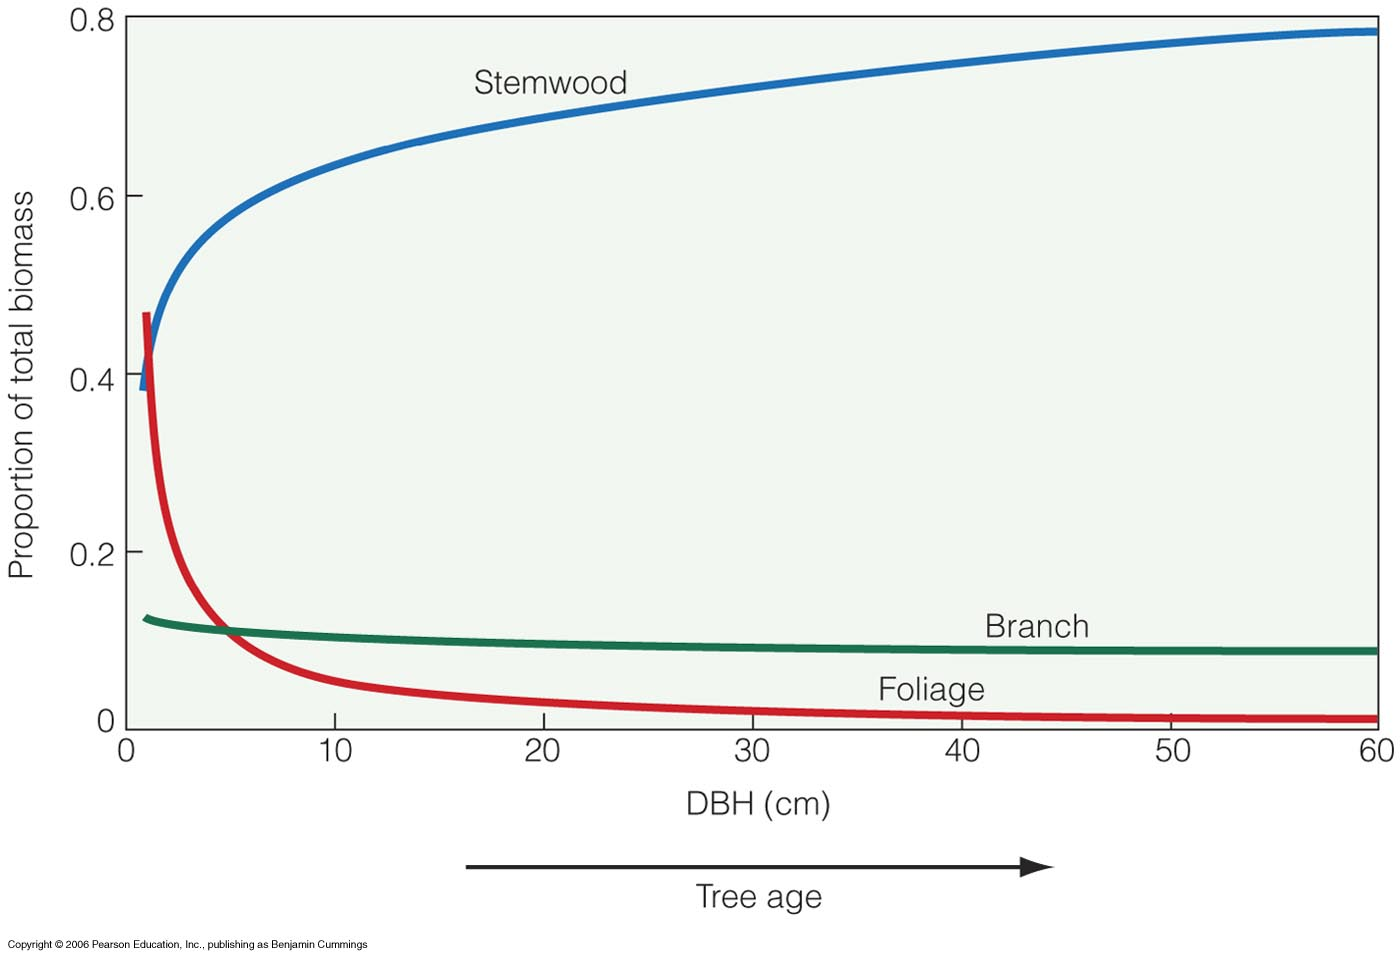 Proportion of total biomass
0.8
0.6
0.4
0.2
0
Stemwood
Branch
Foliage
0 10 20 30 40 50 60
DBH (cm)
Tree age
Copyright © 2006 Pearson Education, Inc., publishing as Benjamin Cummings